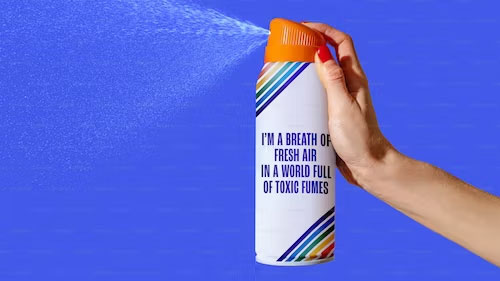 I'M A BREATH OF
FRESH AIR
IN A WORLD FULL
OF TOXIC FUMES